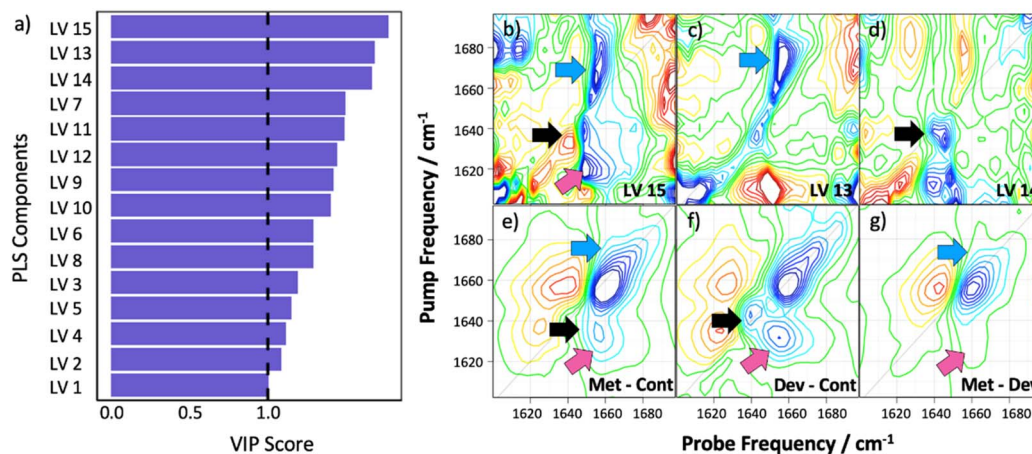 a)
LV 15
LV 13
LV 14
LV 7
LV 11
LV 12
LV 9
LV 10
LV 6
LV 8
LV 3
LV 5
LV 4
LV 2
LV 1
PLS Components
0.0 0.5 1.0
VIP Score
Pump Frequency / cm⁻¹
1680
1660
1640
1620
b)
LV 15
c)
LV 13
d)
LV 14
1680
1660
1640
1620
e)
Met - Cont
f)
Dev - Cont
g)
Met - Dev
1620 1640 1660 1680
1620 1640 1660 1680
1620 1640 1660 1680
Probe Frequency / cm⁻¹